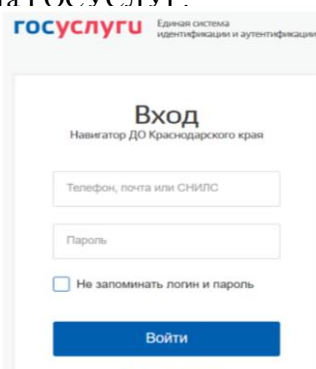 госуслуги
Единая система
идентификации и аутентификации
Вход
Навигатор ДО Краснодарского края
Телефон, почта или СНИЛС
Пароль
Не запоминать логин и пароль
Войти